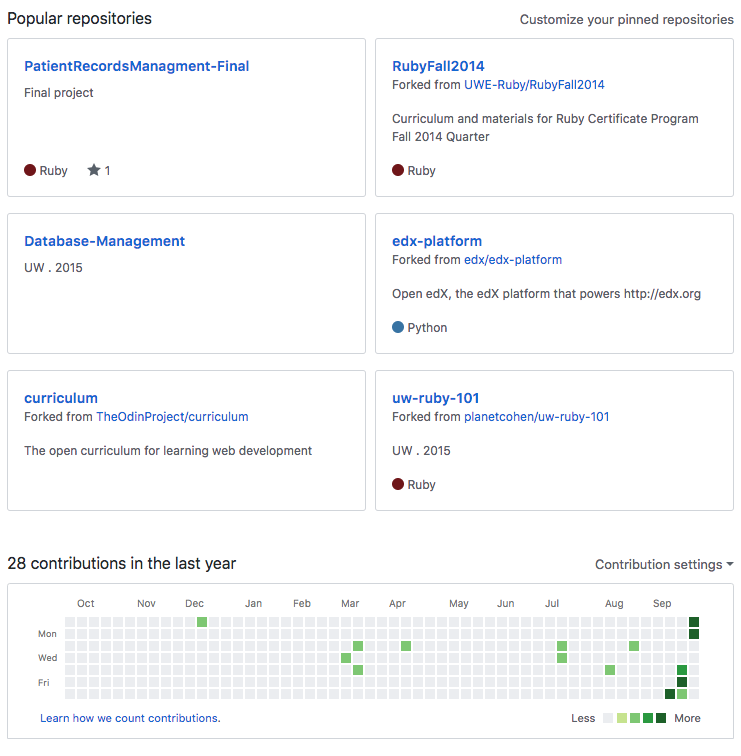 Popular repositories
Customize your pinned repositories
PatientRecordsManagment-Final
Final project
Ruby 1
RubyFall2014
Forked from UWE-Ruby/RubyFall2014
Curriculum and materials for Ruby Certificate Program
Fall 2014 Quarter
Ruby
Database-Management
UW . 2015
edx-platform
Forked from edx/edx-platform
Open edX, the edX platform that powers http://edx.org
Python
curriculum
Forked from TheOdinProject/curriculum
The open curriculum for learning web development
uw-ruby-101
Forked from planetcohen/uw-ruby-101
UW . 2015
Ruby
28 contributions in the last year
Contribution settings
Oct Nov Dec Jan Feb Mar Apr May Jun Jul Aug Sep
Mon
Wed
Fri
Learn how we count contributions.
Less More